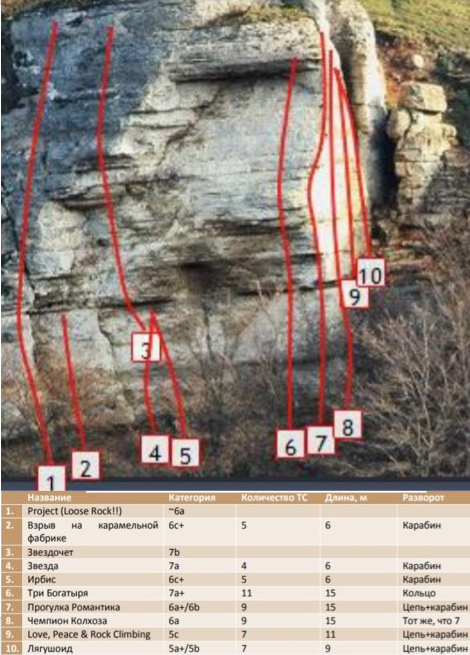 10
9
3
8
7
6
4
5
2
1
Название Категория Количество ТС Длина, м Разворот
1. Project (Loose Rock!!) ~6a
2. Взрыв на карамельной 6c+ 5 6 Карабин
фабрике
3. Звездочет 7b
4. Звезда 7a 4 6 Карабин
5. Ирбис 6c+ 5 6 Карабин
6. Три Богатыря 7a+ 11 15 Кольцо
7. Прогулка Романтика 6a+/6b 9 15 Цепь+карабин
8. Чемпион Колхоза 6a 9 15 Тот же, что 7
9. Love, Peace & Rock Climbing 5c 7 11 Цепь+карабин
10. Лягушоид 5a+/5b 7 9 Цепь+карабин